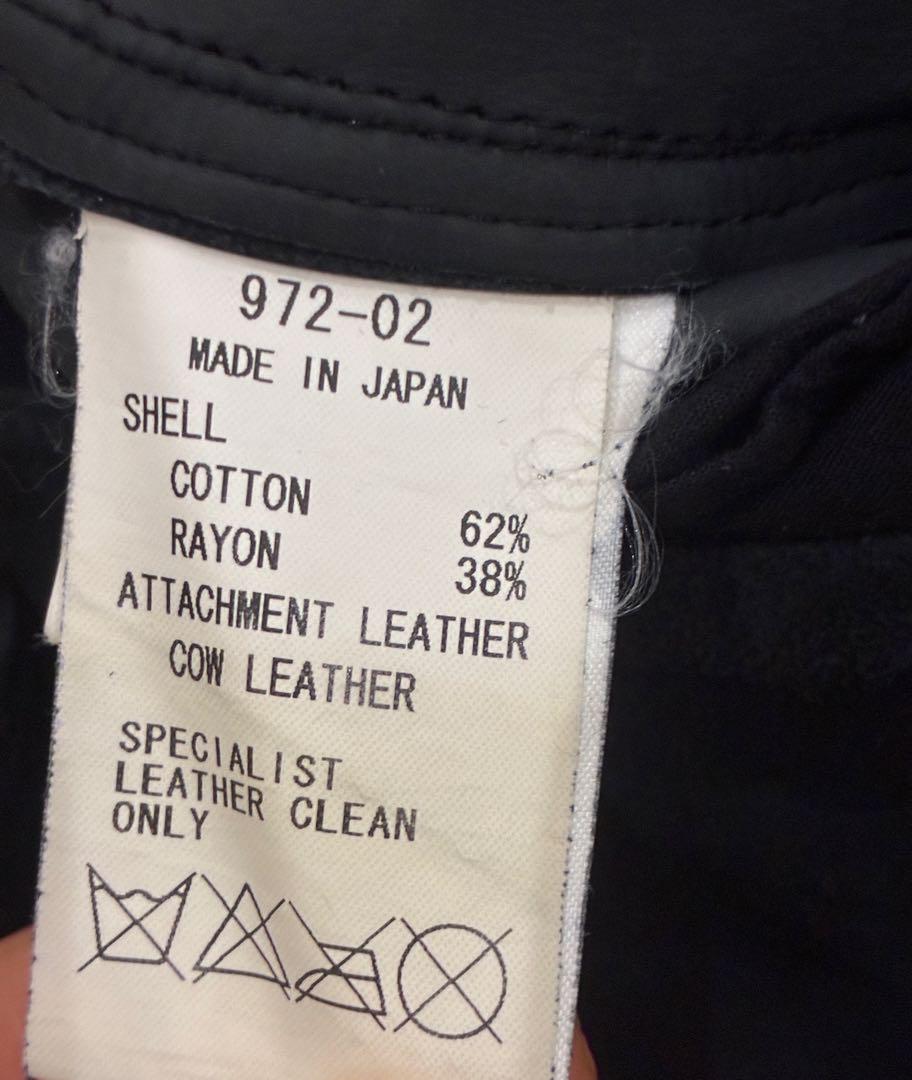 972-02
MADE IN JAPAN
SHELL
COTTON 62%
RAYON 38%
ATTACHMENT LEATHER
COW LEATHER
SPECIALIST
LEATHER CLEAN
ONLY